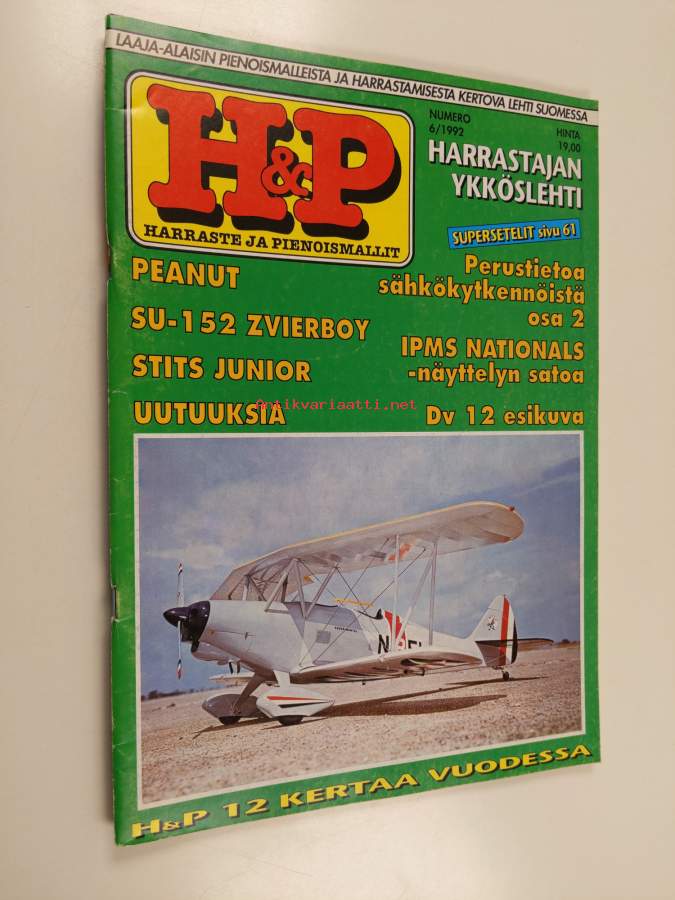 LAAJA-ALAISIN PIENOISMALLEISTA JA HARRASTAMISESTA KERTOVA LEHTI SUOMESSA
H&P
HARRASTE JA PIENOISMALLIT
NUMERO
6/1992
HINTA
19,00
HARRASTAJAN
YKKÖSLEHTI
SUPERSETELIT sivu 61
PEANUT
SU-152 ZVIERBOY
STITS JUNIOR
UUTUUKSIA
Perustietoa
sähkökytkennöistä
osa 2
IPMS NATIONALS
-näyttelyn satoa
Dv 12 esikuva
Antikvariaatti.net
H&P 12 KERTAA VUODESSA